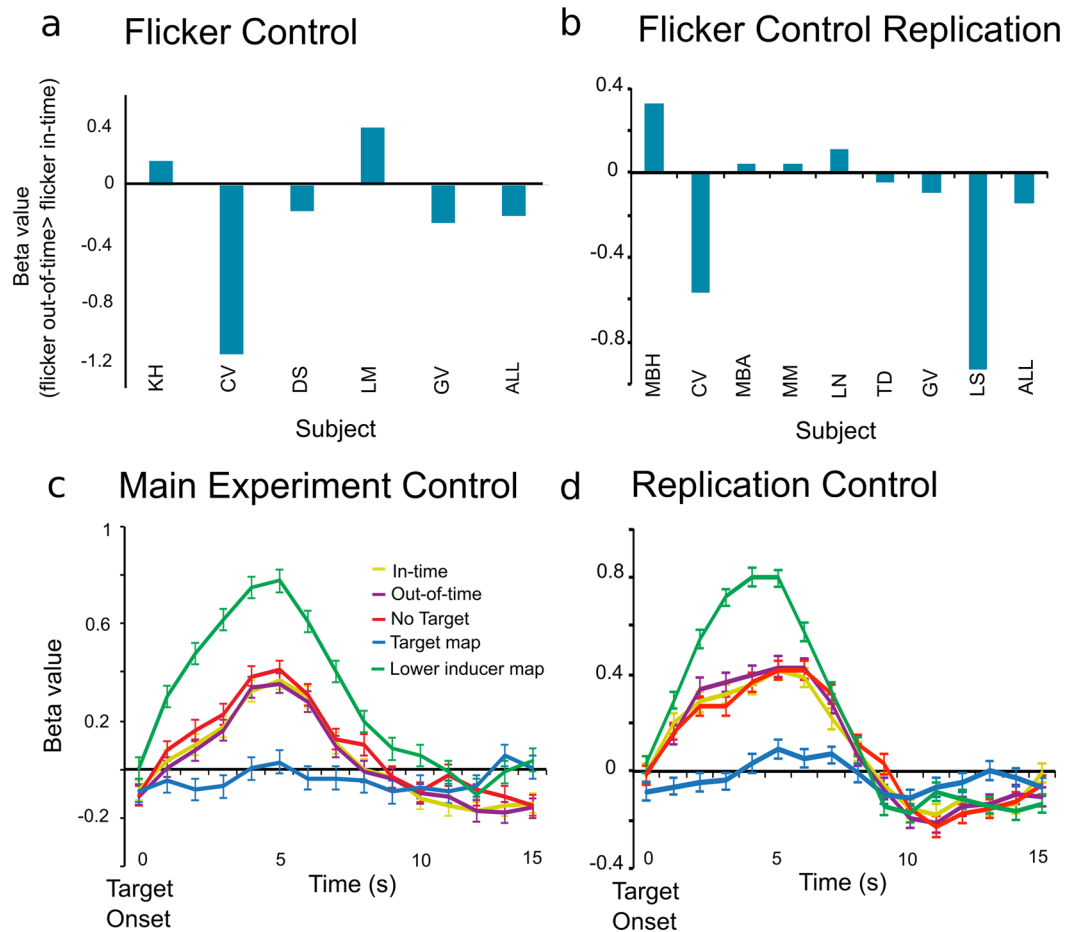 a Flicker Control
Beta value
(flicker out-of-time> flicker in-time)
0.4
0
-0.4
-0.8
-1.2
KH CV DS LM GV ALL
Subject
b Flicker Control Replication
0.4
0
-0.4
-0.8
MBH CV MBA MM LN TD GV LS ALL
Subject
c Main Experiment Control
Beta value
1
0.6
0.2
-0.2
In-time
Out-of-time
No Target
Target map
Lower inducer map
0 5 10 15
Target
Onset
Time (s)
d Replication Control
0.8
0.4
0
-0.4
0 5 10 15
Target
Onset
Time (s)